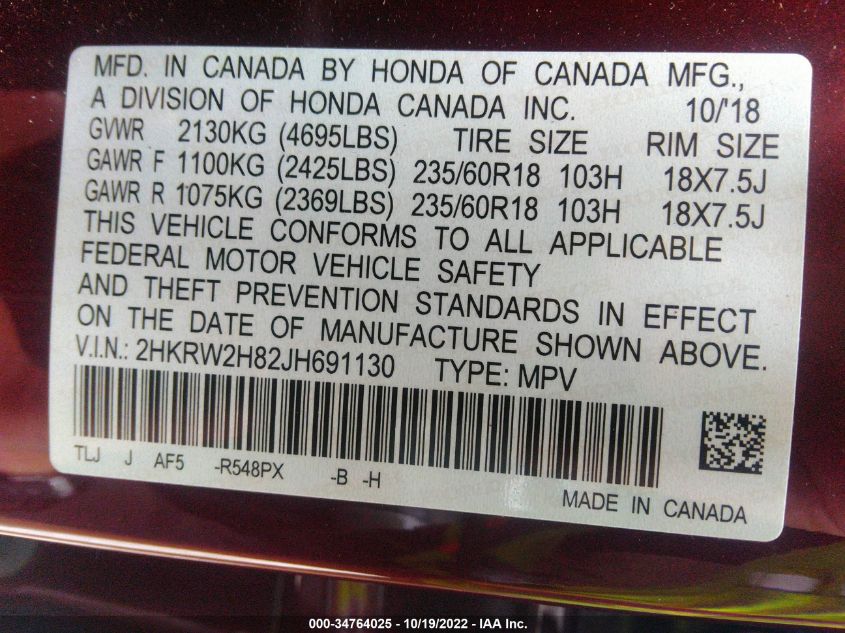 MFD. IN CANADA BY HONDA OF CANADA MFG.,
A DIVISION OF HONDA CANADA INC. 10/'18
GVWR 2130KG (4695LBS) TIRE SIZE RIM SIZE
GAWR F 1100KG (2425LBS) 235/60R18 103H 18X7.5J
GAWR R 1075KG (2369LBS) 235/60R18 103H 18X7.5J
THIS VEHICLE CONFORMS TO ALL APPLICABLE
FEDERAL MOTOR VEHICLE SAFETY
AND THEFT PREVENTION STANDARDS IN EFFECT
ON THE DATE OF MANUFACTURE SHOWN ABOVE.
V.I.N.: 2HKRW2H82JH691130 TYPE: MPV
TLJ J AF5 -R548PX -B -H
MADE IN CANADA
000-34764025 - 10/19/2022 - IAA Inc.